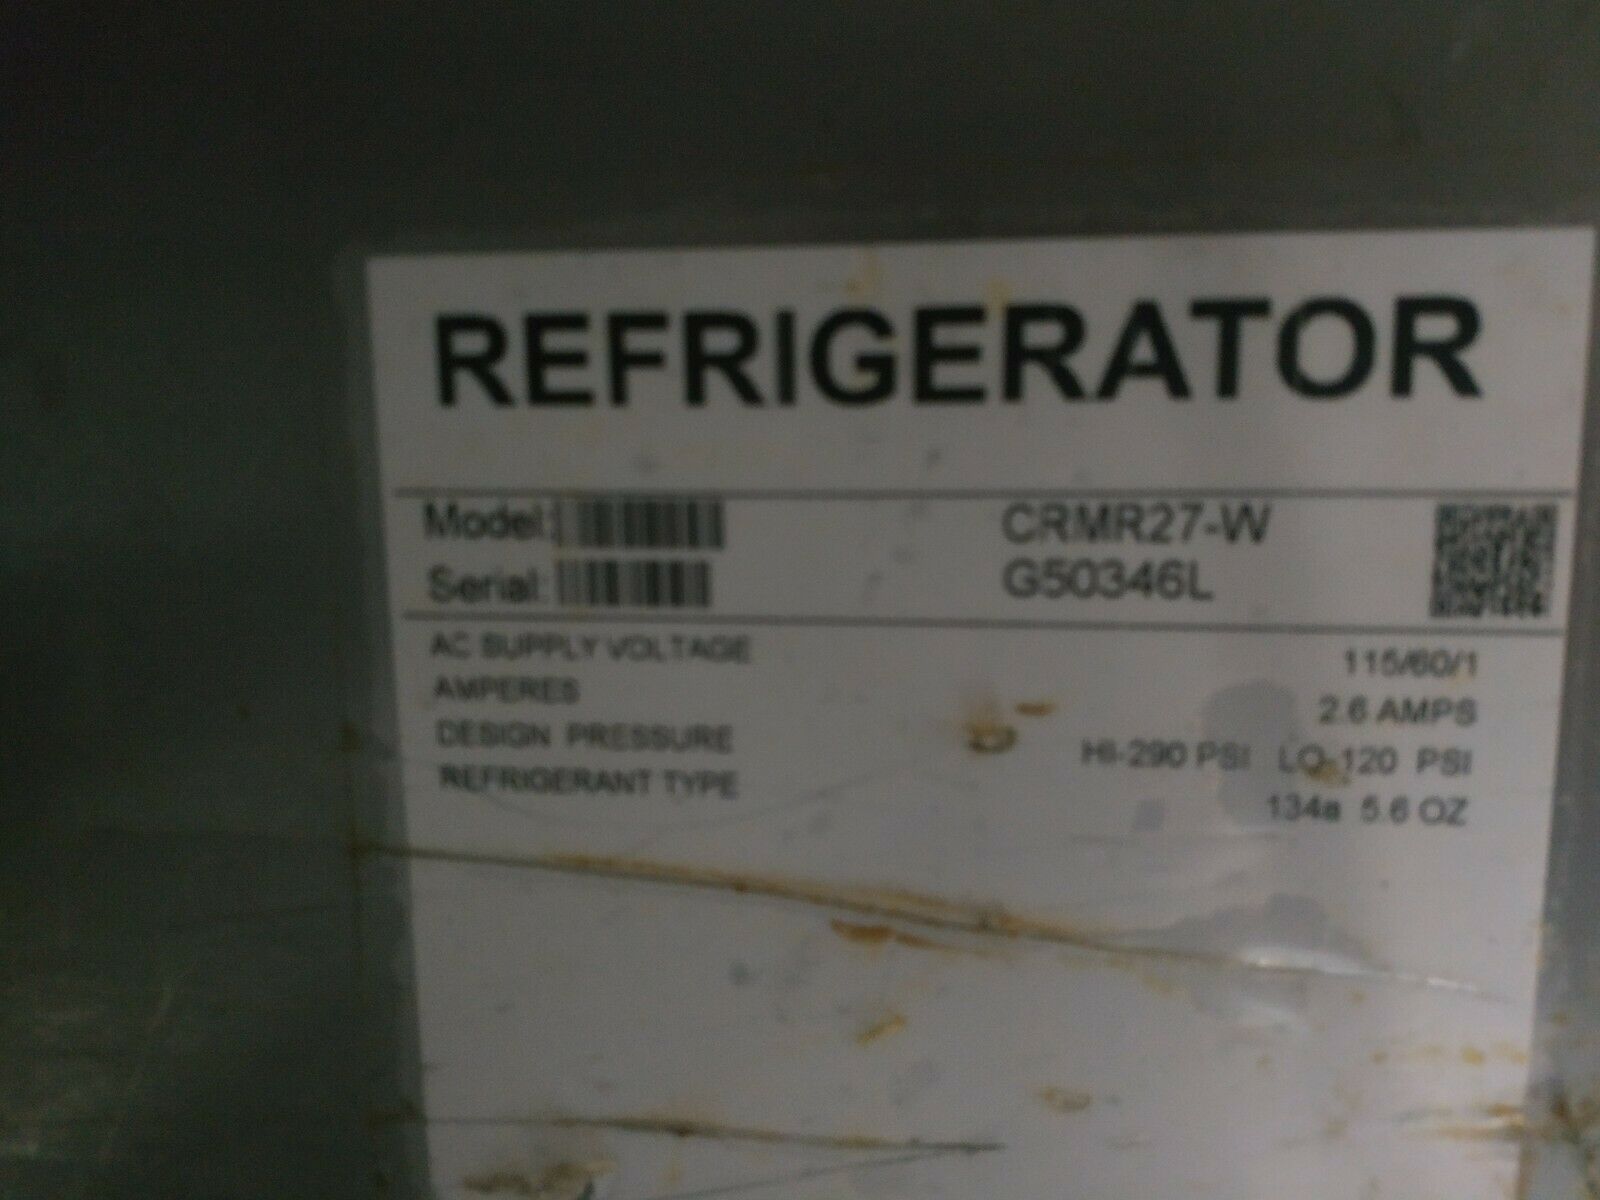 REFRIGERATOR
Model: CRMR27-W
Serial: G50346L
AC SUPPLY VOLTAGE 115/60/1
AMPERES 2.6 AMPS
DESIGN PRESSURE HI-290 PSI LO-120 PSI
REFRIGERANT TYPE 134a 5.6 OZ